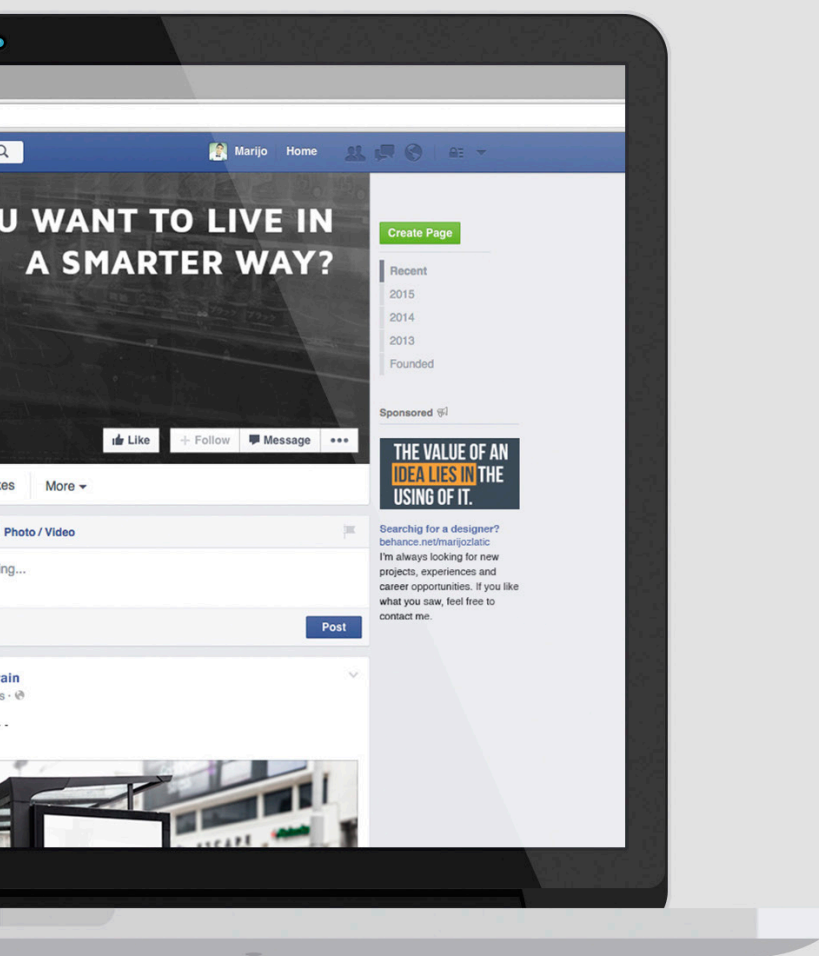 Marijo Home
U WANT TO LIVE IN
A SMARTER WAY?
Create Page
Recent
2015
2014
2013
Founded
Sponsored
THE VALUE OF AN
IDEA LIES IN THE
USING OF IT.
Searchig for a designer?
behance.net/marijozlatic
I'm always looking for new
projects, experiences and
career opportunities. If you like
what you saw, feel free to
contact me.
Like + Follow Message •••
kes More
Photo / Video
ing...
Post
rain
s ·
-